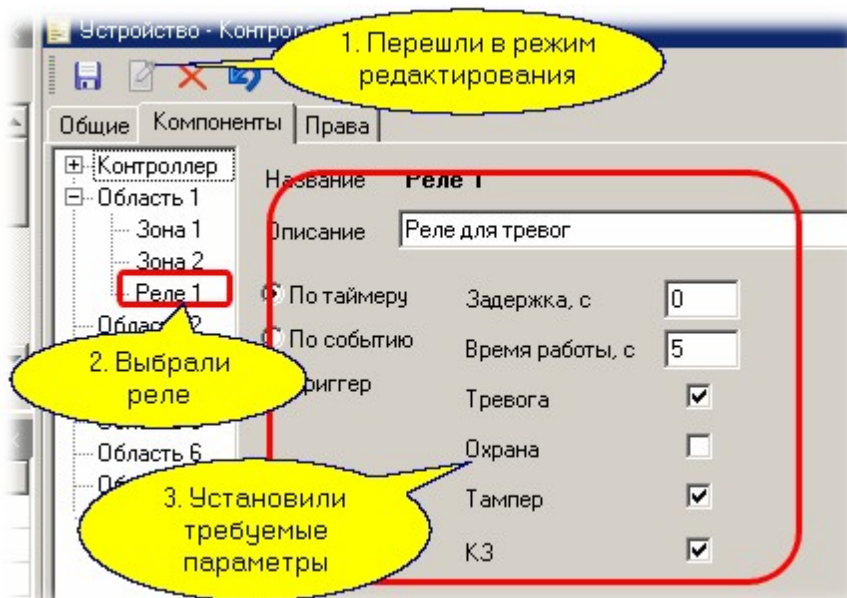 Устройство - Контрол
1. Перешли в режим
редактирования
Общие
Компоненты
Права
Контроллер
Область 1
Зона 1
Зона 2
Реле 1
2. Выбрали
реле
Область 6
3. Установили
требуемые
параметры
Название
Реле 1
Описание
Реле для тревог
По таймеру
По событию
Задержка, с
0
Время работы, с
5
Тревога
Охрана
Тампер
КЗ